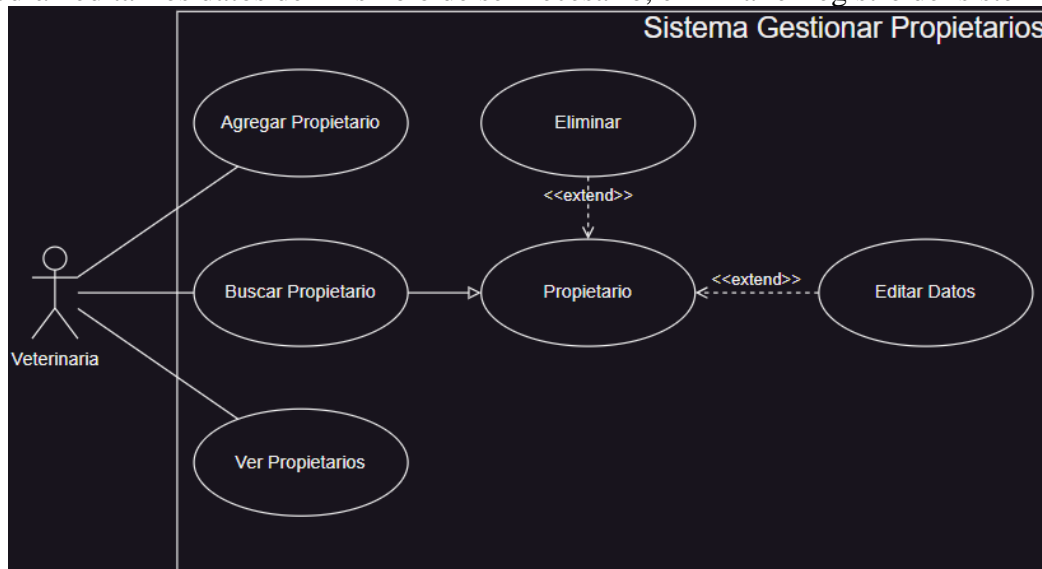 Sistema Gestionar Propietarios
Agregar Propietario
Eliminar
<<extend>>
Buscar Propietario
Propietario
<<extend>>
Editar Datos
Veterinaria
Ver Propietarios